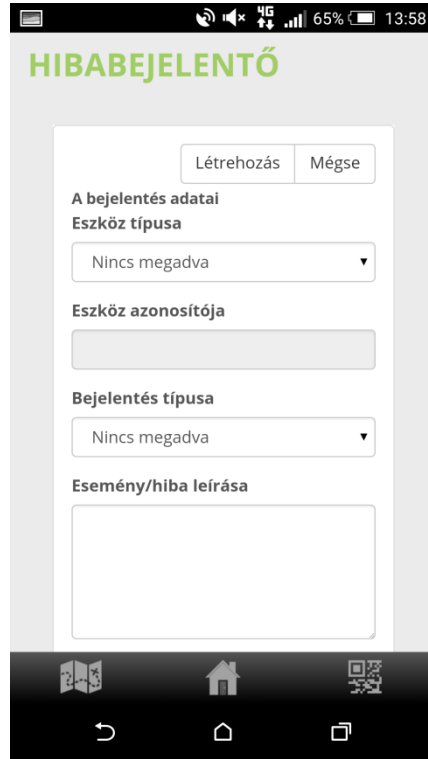 4G 65% 13:58
HIBABEJELENTŐ
Létrehozás Mégse
A bejelentés adatai
Eszköz típusa
Nincs megadva
Eszköz azonosítója
Bejelentés típusa
Nincs megadva
Esemény/hiba leírása